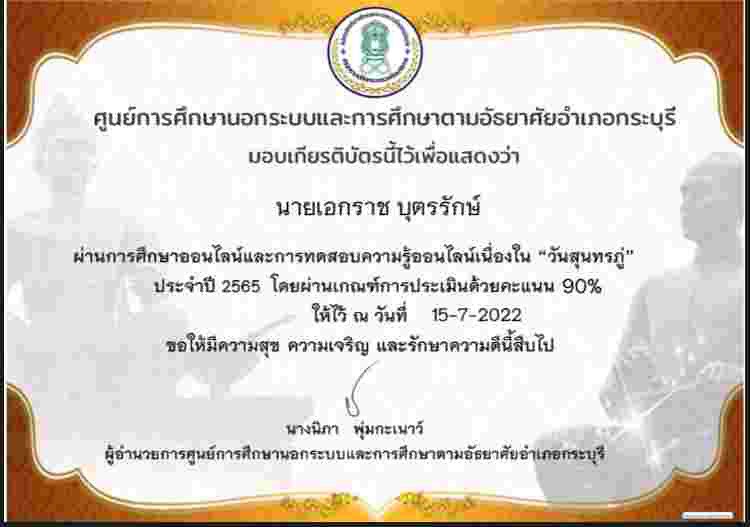 ศูนย์การศึกษานอกระบบและการศึกษาตามอัธยาศัยอำเภอกระบุรี
มอบเกียรติบัตรนี้ไว้เพื่อแสดงว่า
นายเอกราช บุตรรักษ์
ผ่านการศึกษาออนไลน์และการทดสอบความรู้ออนไลน์เนื่องใน “วันสุนทรภู่”
ประจำปี 2565 โดยผ่านเกณฑ์การประเมินด้วยคะแนน 90%
ให้ไว้ ณ วันที่ 15-7-2022
ขอให้มีความสุข ความเจริญ และรักษาความดีนี้สืบไป
นางนิภา พุ่มกะเนาว์
ผู้อำนวยการศูนย์การศึกษานอกระบบและการศึกษาตามอัธยาศัยอำเภอกระบุรี